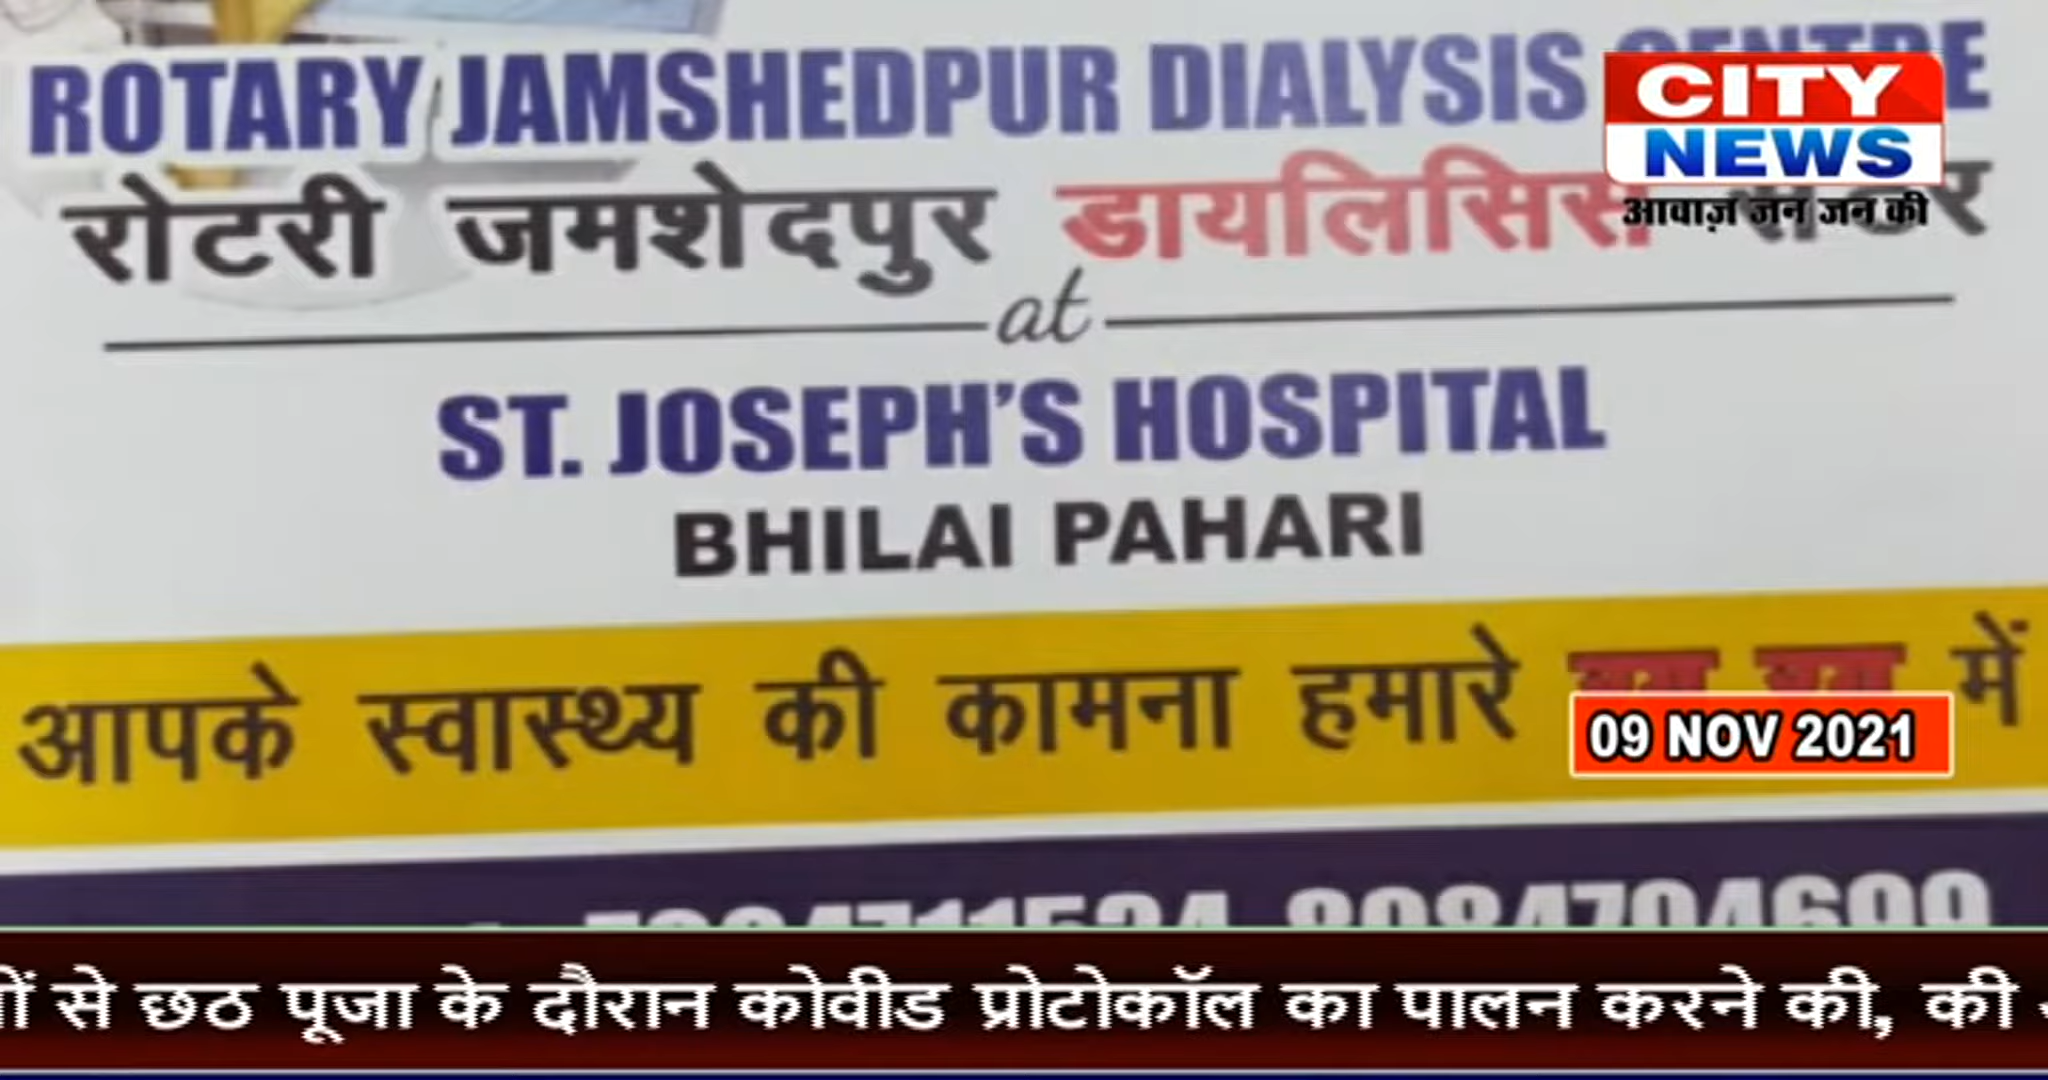 ROTARY JAMSHEDPUR DIALYSIS CENTRE
CITY
NEWS
रोटरी जमशेदपुर डायलिसिस
आवाज़ जन जन की
at
ST. JOSEPH'S HOSPITAL
BHILAI PAHARI
आपके स्वास्थ्य की कामना हमारे में
09 NOV 2021
से छठ पूजा के दौरान कोवीड प्रोटोकॉल का पालन करने की, की